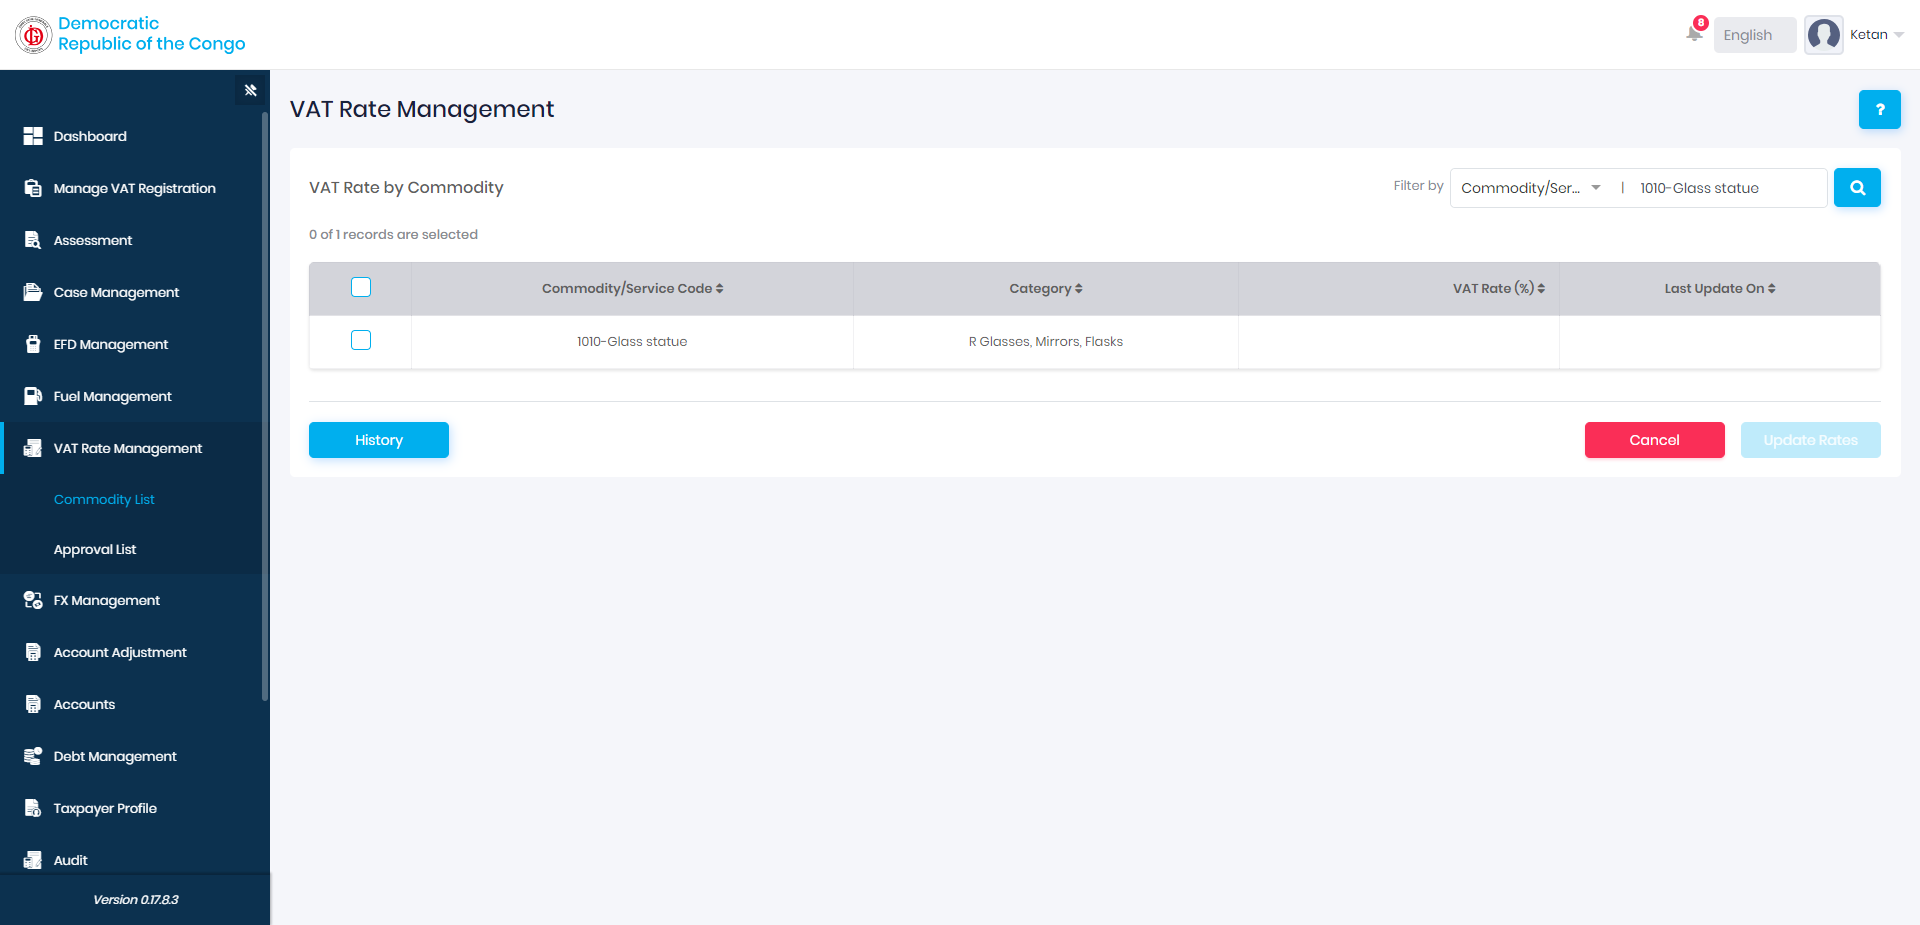 Democratic
Republic of the Congo
8
English
Ketan
Dashboard
Manage VAT Registration
Assessment
Case Management
EFD Management
Fuel Management
VAT Rate Management
Commodity List
Approval List
FX Management
Account Adjustment
Accounts
Debt Management
Taxpayer Profile
Audit
Version 0.17.8.3
VAT Rate Management
?
VAT Rate by Commodity
Filter by
Commodity/Ser...
|
1010-Glass statue
0 of 1 records are selected
Commodity/Service Code
Category
VAT Rate (%)
Last Update On
1010-Glass statue
R Glasses, Mirrors, Flasks
History
Cancel
Update Rates